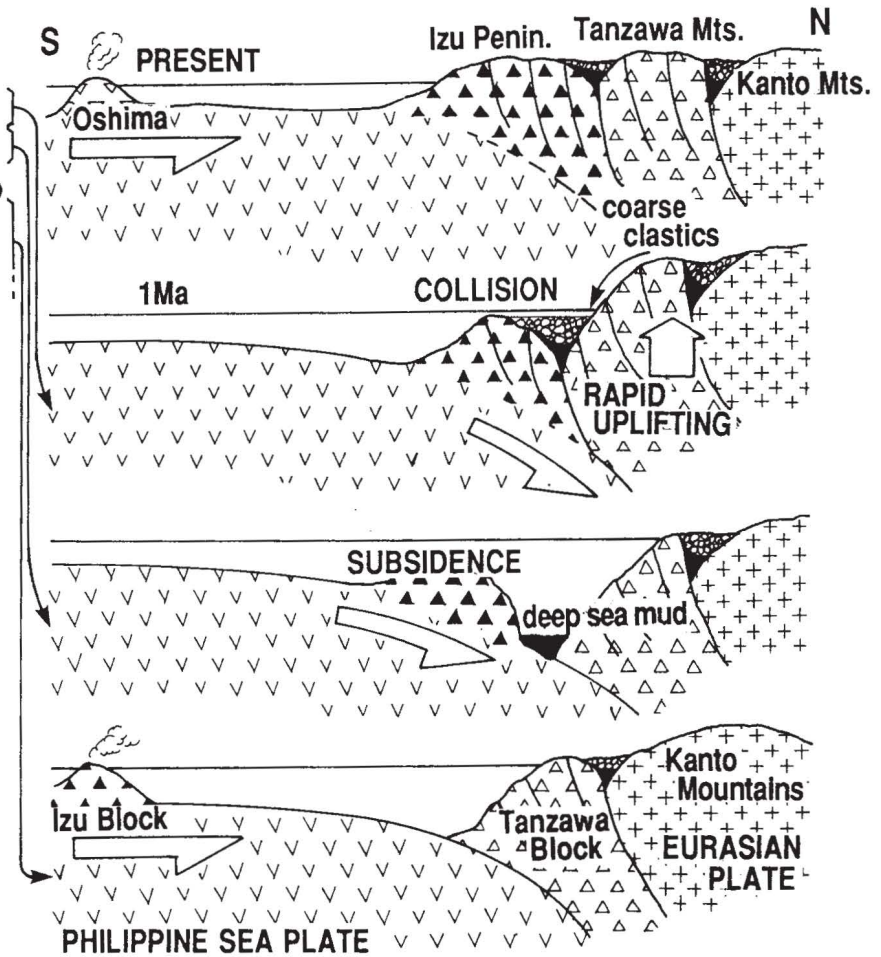 S
N
PRESENT
Izu Penin.
Tanzawa Mts.
Kanto Mts.
Oshima
coarse
clastics
1Ma
COLLISION
RAPID
UPLIFTING
SUBSIDENCE
deep sea mud
Izu Block
Tanzawa
Block
Kanto
Mountains
EURASIAN
PLATE
PHILIPPINE SEA PLATE